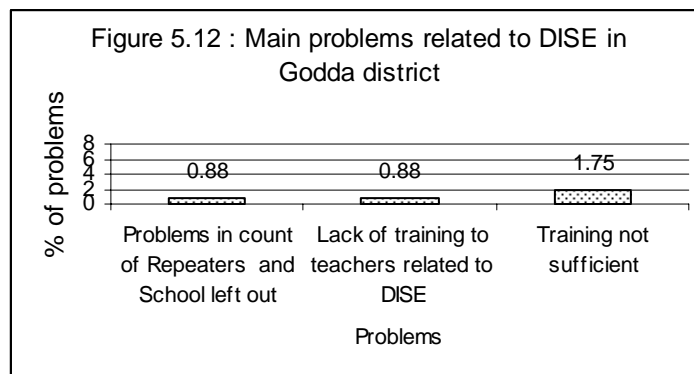 Figure 5.12 : Main problems related to DISE in
Godda district
% of problems
8
6
4
2
0
0.88
0.88
1.75
Problems in count
of Repeaters and
School left out
Lack of training to
teachers related to
DISE
Training not
sufficient
Problems